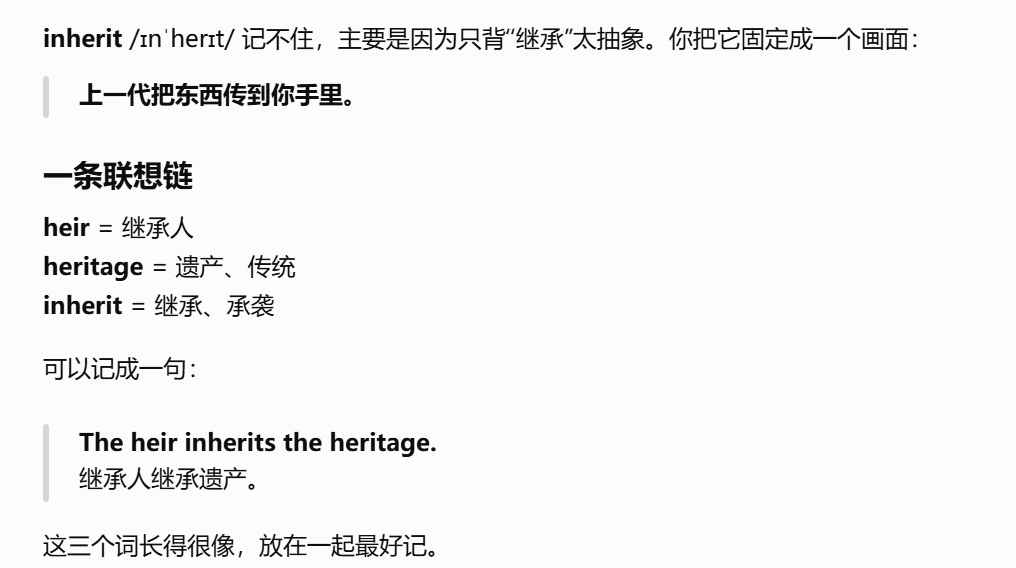 inherit /ɪnˈherɪt/ 记不住，主要是因为只背“继承”太抽象。你把它固定成一个画面：
上一代把东西传到你手里。
一条联想链
heir = 继承人
heritage = 遗产、传统
inherit = 继承、承袭
可以记成一句：
The heir inherits the heritage.
继承人继承遗产。
这三个词长得很像，放在一起最好记。